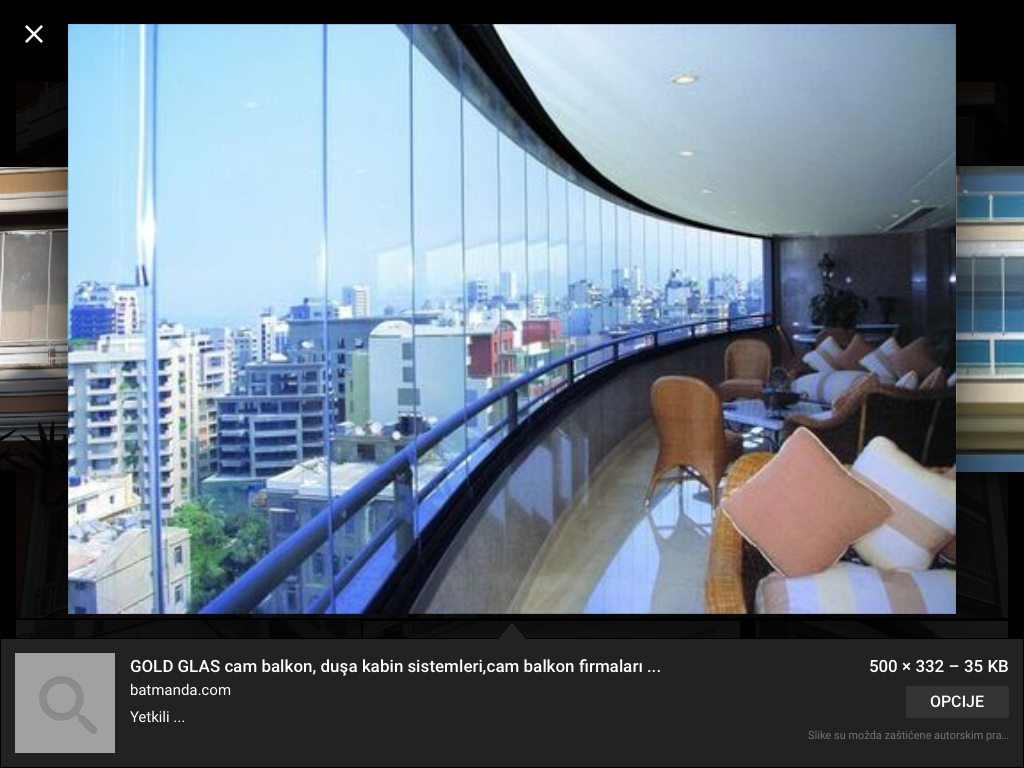 GOLD GLAS cam balkon, duşa kabin sistemleri,cam balkon firmaları ...
batmanda.com
Yetkili ...
500 × 332 – 35 KB
OPCIJE
Slike su možda zaštićene autorskim pra...